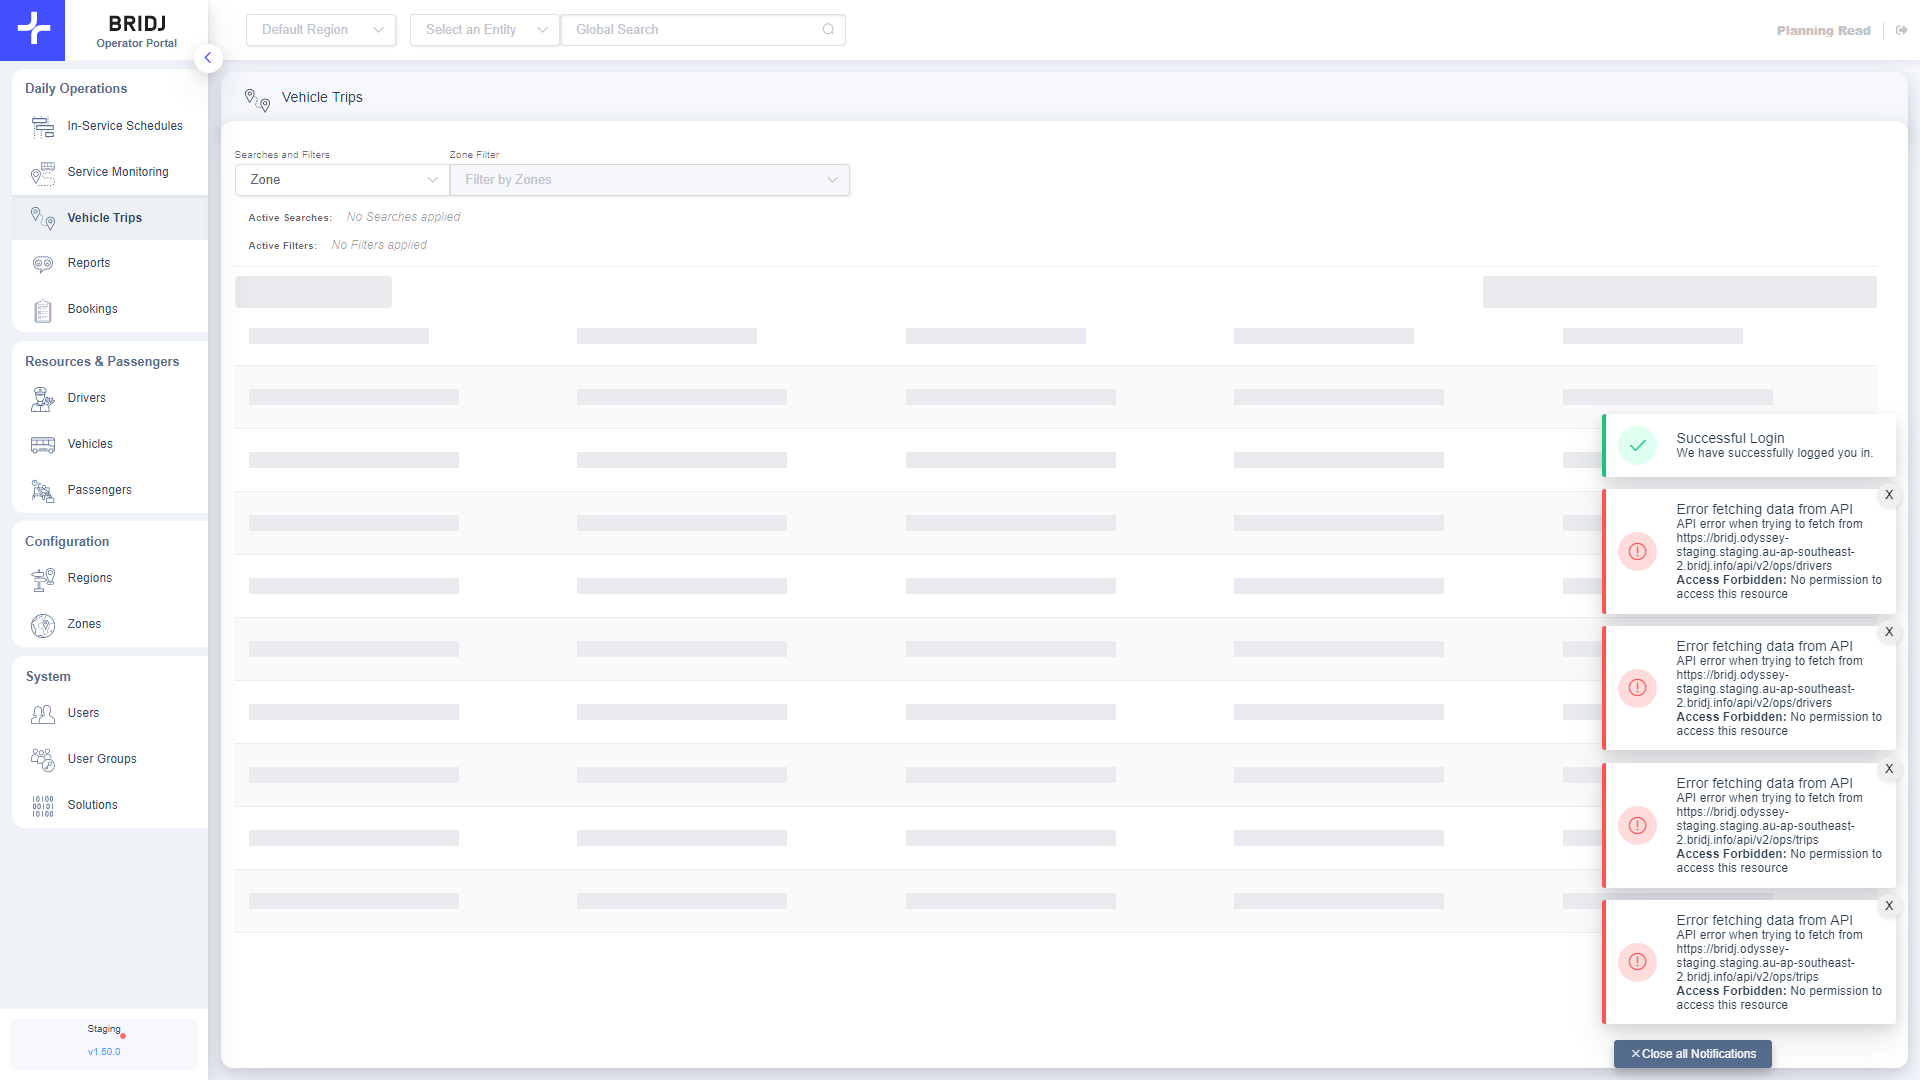 BRIDJ
Operator Portal
Default Region
Select an Entity
Global Search
Planning Read
Daily Operations
In-Service Schedules
Service Monitoring
Vehicle Trips
Reports
Bookings
Resources & Passengers
Drivers
Vehicles
Passengers
Configuration
Regions
Zones
System
Users
User Groups
Solutions
Staging
v1.50.0
Vehicle Trips
Searches and Filters
Zone Filter
Zone
Filter by Zones
Active Searches: No Searches applied
Active Filters: No Filters applied
Successful Login
We have successfully logged you in.
X
Error fetching data from API
API error when trying to fetch from
https://bridj.odyssey-
staging.staging.au-ap-southeast-
2.bridj.info/api/v2/ops/drivers
Access Forbidden: No permission to
access this resource
X
Error fetching data from API
API error when trying to fetch from
https://bridj.odyssey-
staging.staging.au-ap-southeast-
2.bridj.info/api/v2/ops/drivers
Access Forbidden: No permission to
access this resource
X
Error fetching data from API
API error when trying to fetch from
https://bridj.odyssey-
staging.staging.au-ap-southeast-
2.bridj.info/api/v2/ops/trips
Access Forbidden: No permission to
access this resource
X
Error fetching data from API
API error when trying to fetch from
https://bridj.odyssey-
staging.staging.au-ap-southeast-
2.bridj.info/api/v2/ops/trips
Access Forbidden: No permission to
access this resource
Close all Notifications